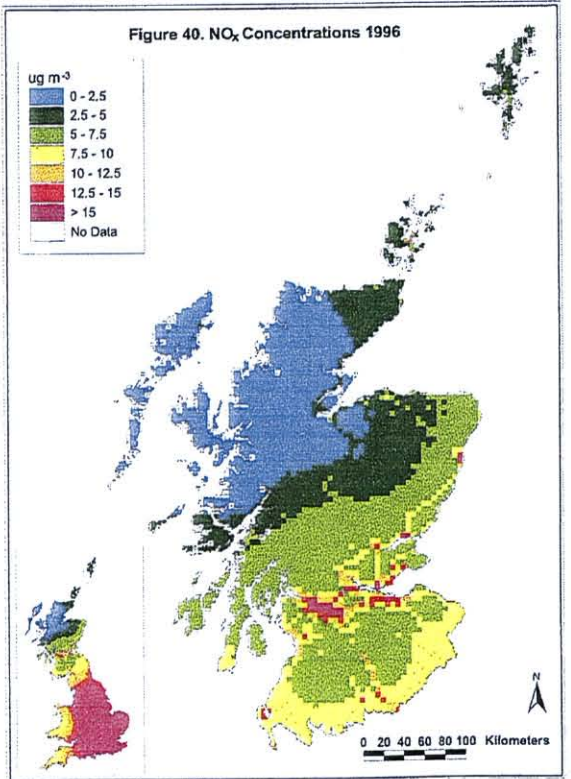 Figure 40. NOx Concentrations 1996
ug m-3
0 - 2.5
2.5 - 5
5 - 7.5
7.5 - 10
10 - 12.5
12.5 - 15
> 15
No Data
N
0 20 40 60 80 100 Kilometers